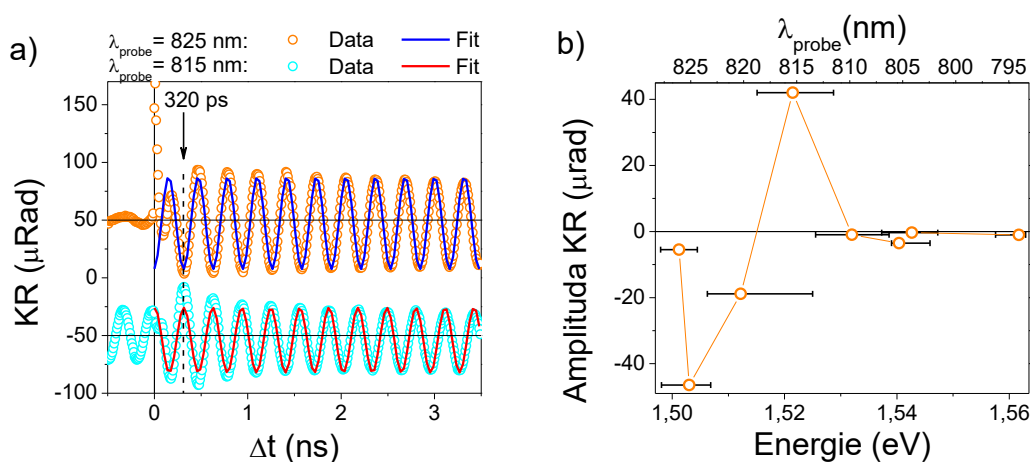 a)
λprobe = 825 nm: Data Fit
λprobe = 815 nm: Data Fit
320 ps
150
100
50
0
-50
-100
KR (μRad)
0 1 2 3
Δt (ns)
b)
λprobe(nm)
825 820 815 810 805 800 795
40
20
0
-20
-40
Amplituda KR (μrad)
1,50 1,52 1,54 1,56
Energie (eV)